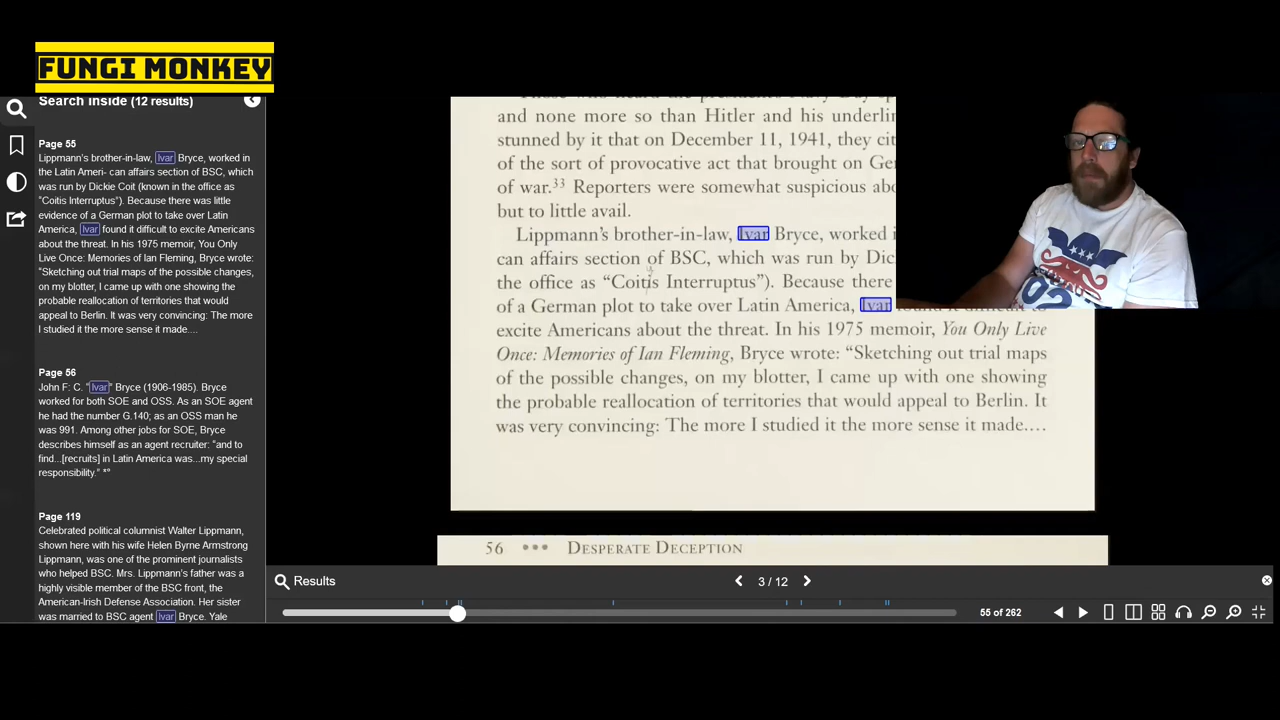 FUNGI MONKEY
Search inside (12 results)
Page 55
Lippmann's brother-in-law, Ivar Bryce, worked in
the Latin Ameri- can affairs section of BSC, which
was run by Dickie Coit (known in the office as
“Coitis Interruptus”). Because there was little
evidence of a German plot to take over Latin
America, Ivar found it difficult to excite Americans
about the threat. In his 1975 memoir, You Only
Live Once: Memories of Ian Fleming, Bryce wrote:
“Sketching out trial maps of the possible changes,
on my blotter, I came up with one showing the
probable reallocation of territories that would
appeal to Berlin. It was very convincing: The more
I studied it the more sense it made....
Page 56
John F: C. “Ivar” Bryce (1906-1985). Bryce
worked for both SOE and OSS. As an SOE agent
he had the number G.140; as an OSS man he
was 991. Among other jobs for SOE, Bryce
describes himself as an agent recruiter: “and to
find...[recruits] in Latin America was...my special
responsibility.” *°
Page 119
Celebrated political columnist Walter Lippmann,
shown here with his wife Helen Byrne Armstrong
Lippmann, was one of the prominent journalists
who helped BSC. Mrs. Lippmann's father was a
highly visible member of the BSC front, the
American-Irish Defense Association. Her sister
was married to BSC agent Ivar Bryce. Yale
and none more so than Hitler and his underlin
stunned by it that on December 11, 1941, they cit
of the sort of provocative act that brought on Ge
of war.33 Reporters were somewhat suspicious abo
but to little avail.
Lippmann's brother-in-law, Ivar Bryce, worked i
can affairs section of BSC, which was run by Dic
the office as “Coitis Interruptus”). Because there
of a German plot to take over Latin America, Ivar
excite Americans about the threat. In his 1975 memoir, You Only Live
Once: Memories of Ian Fleming, Bryce wrote: “Sketching out trial maps
of the possible changes, on my blotter, I came up with one showing
the probable reallocation of territories that would appeal to Berlin. It
was very convincing: The more I studied it the more sense it made....
56 ••• DESPERATE DECEPTION
02
Results
3 / 12
55 of 262